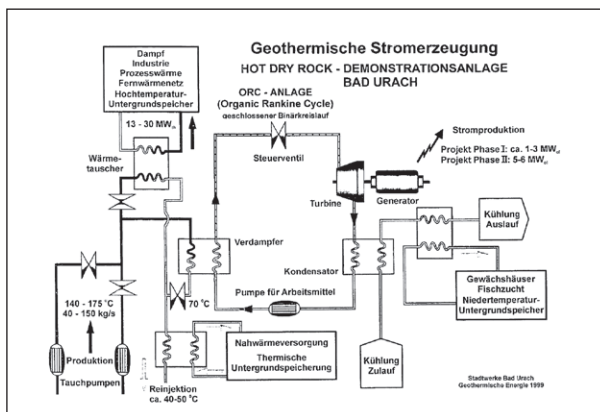 Geothermische Stromerzeugung
HOT DRY ROCK - DEMONSTRATIONSANLAGE
BAD URACH
Dampf
Industrie
Prozesswärme
Fernwärmenetz
Hochtemperatur-
Untergrundspeicher
13 - 30 MWth
Wärme-
tauscher
ORC - ANLAGE
(Organic Rankine Cycle)
geschlossener Binärkreislauf
Steuerventil
Stromproduktion
Projekt Phase I: ca. 1-3 MWel
Projekt Phase II: 5-6 MWel
Turbine
Generator
Verdampfer
Kondensator
Kühlung
Auslauf
140 - 175 °C
40 - 150 kg/s
70 °C
Pumpe für Arbeitsmittel
Gewächshäuser
Fischzucht
Niedertemperatur-
Untergrundspeicher
Produktion
Tauchpumpen
Nahwärmeversorgung
Thermische
Untergrundspeicherung
Reinjektion
ca. 40-50 °C
Kühlung
Zulauf
Stadtwerke Bad Urach
Geothermische Energie 1999